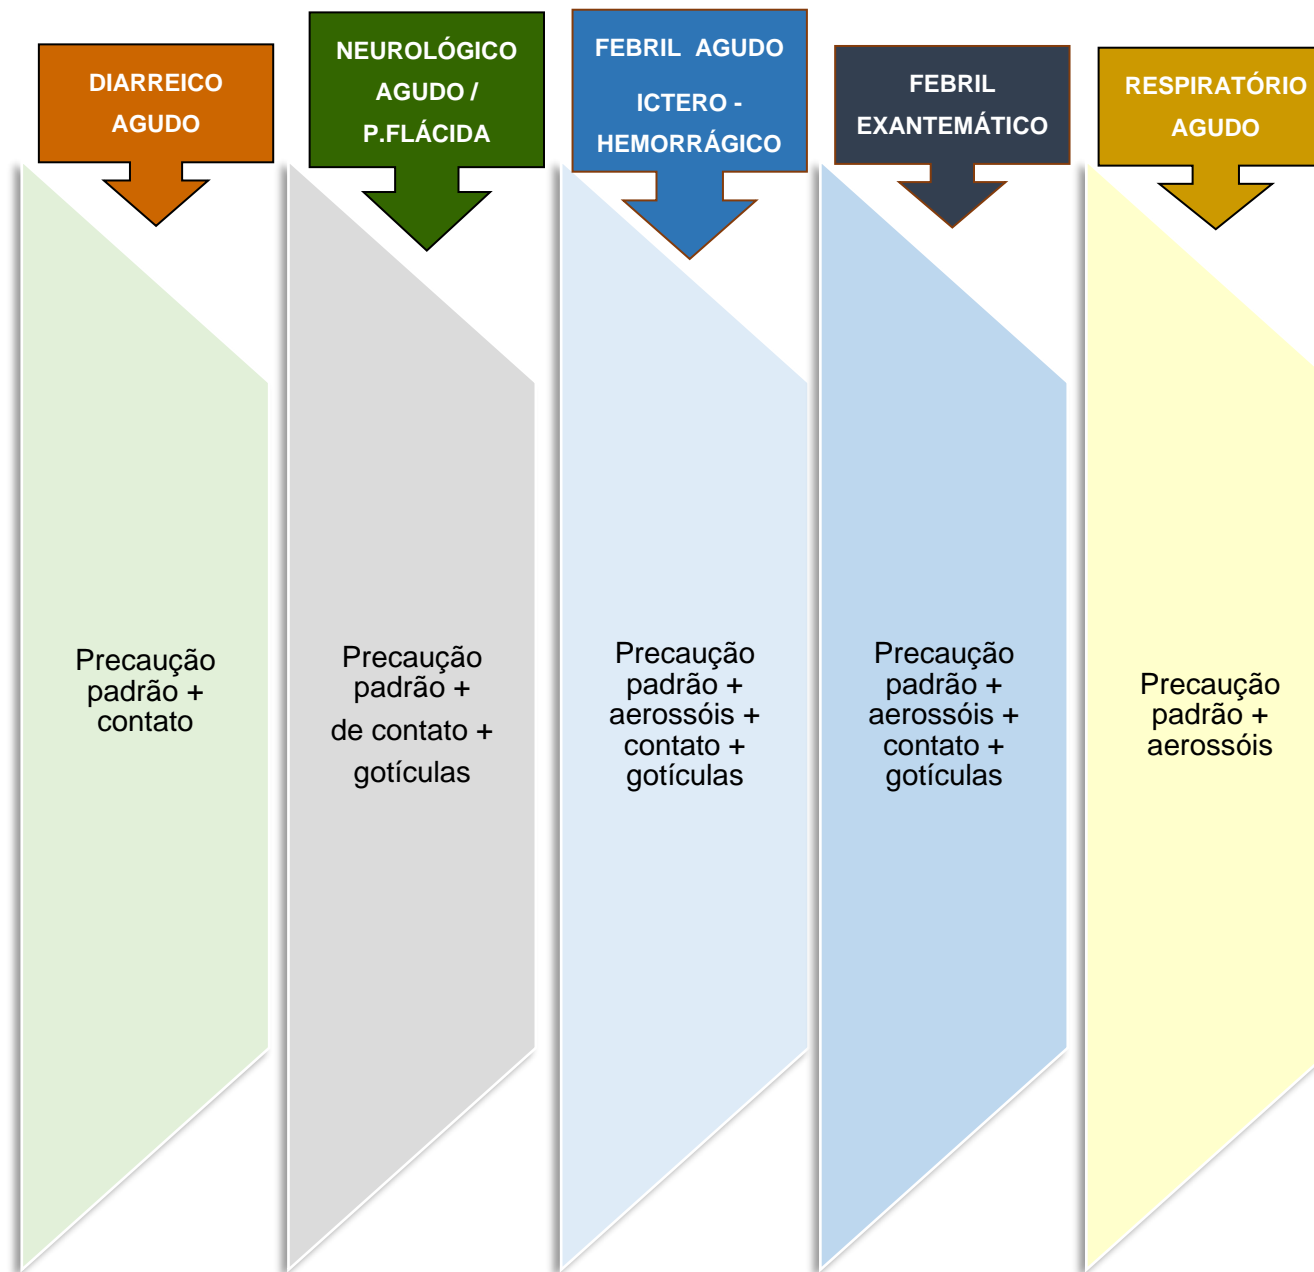 DIARREICO
AGUDO
NEUROLÓGICO
AGUDO /
P.FLÁCIDA
FEBRIL AGUDO
ICTERO -
HEMORRÁGICO
FEBRIL
EXANTEMÁTICO
RESPIRATÓRIO
AGUDO
Precaução
padrão +
contato
Precaução
padrão +
de contato +
gotículas
Precaução
padrão +
aerossóis +
contato +
gotículas
Precaução
padrão +
aerossóis +
contato +
gotículas
Precaução
padrão +
aerossóis